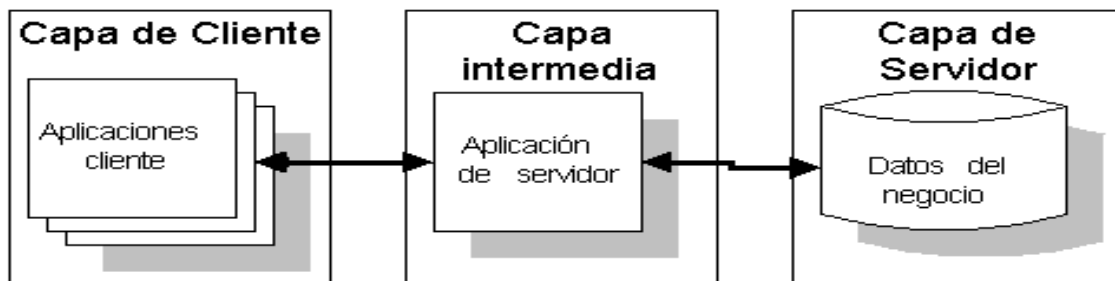 Capa de Cliente
Aplicaciones
cliente
Capa
intermedia
Aplicación
de servidor
Capa de
Servidor
Datos del
negocio